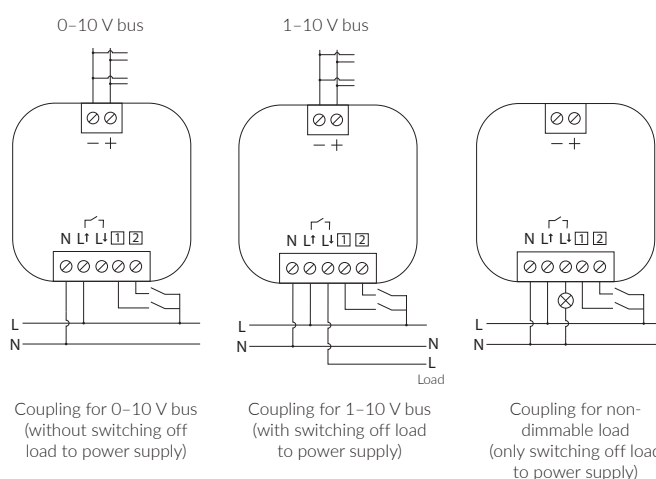 0–10 V bus
1–10 V bus
– +
– +
– +
N L↑ L↓ 1 2
N L↑ L↓ 1 2
N L↑ L↓ 1 2
L
N
L
N
N
L
Load
L
N
Coupling for 0–10 V bus
(without switching off
load to power supply)
Coupling for 1–10 V bus
(with switching off load
to power supply)
Coupling for non-
dimmable load
(only switching off load
to power supply)